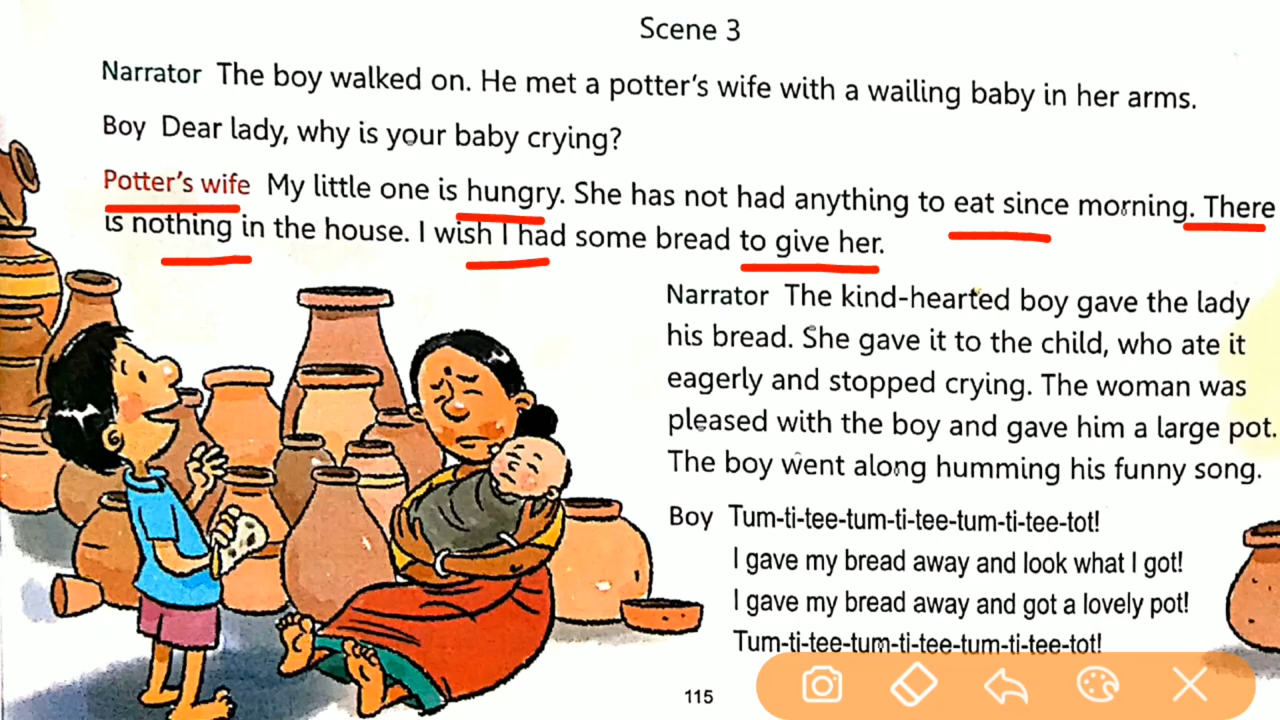 Scene 3
Narrator The boy walked on. He met a potter's wife with a wailing baby in her arms.
Boy Dear lady, why is your baby crying?
Potter's wife My little one is hungry. She has not had anything to eat since morning. There
is nothing in the house. I wish I had some bread to give her.
Narrator The kind-hearted boy gave the lady
his bread. She gave it to the child, who ate it
eagerly and stopped crying. The woman was
pleased with the boy and gave him a large pot.
The boy went along humming his funny song.
Boy Tum-ti-tee-tum-ti-tee-tum-ti-tee-tot!
I gave my bread away and look what I got!
I gave my bread away and got a lovely pot!
Tum-ti-tee-tum-ti-tee-tum-ti-tee-tot!
115